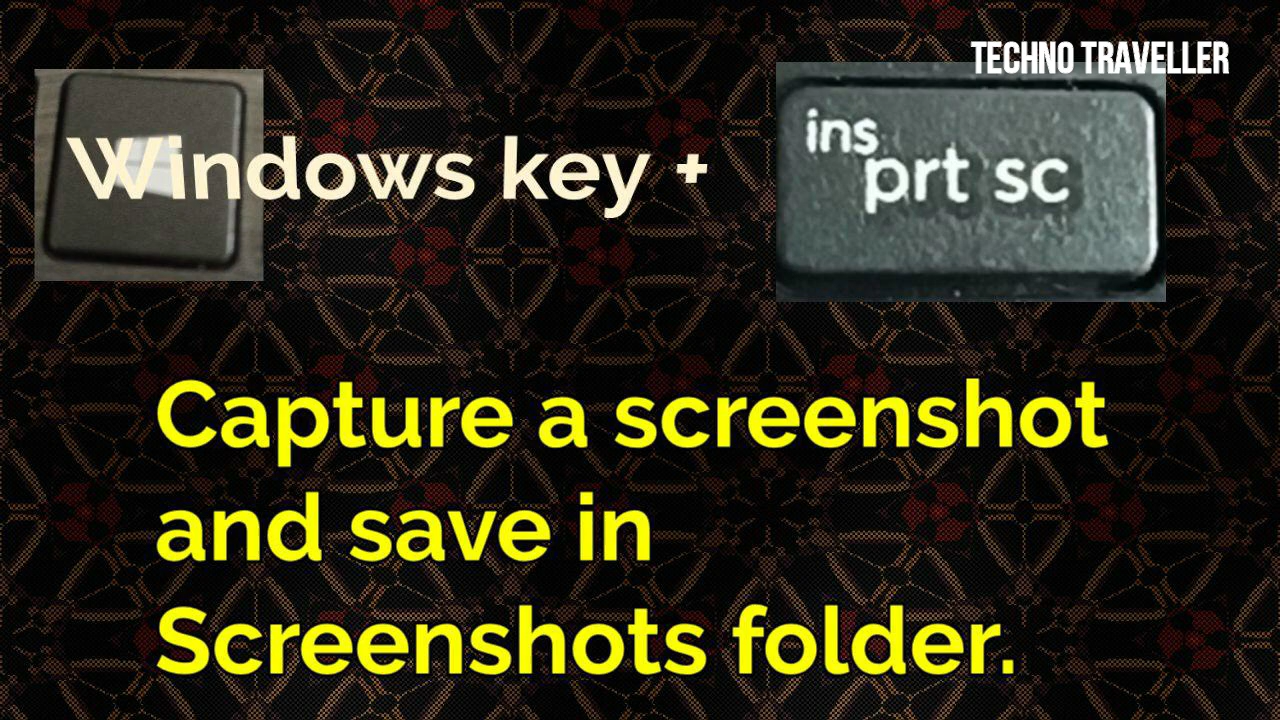 TECHNO TRAVELLER
Windows key +
ins
prt sc
Capture a screenshot
and save in
Screenshots folder.